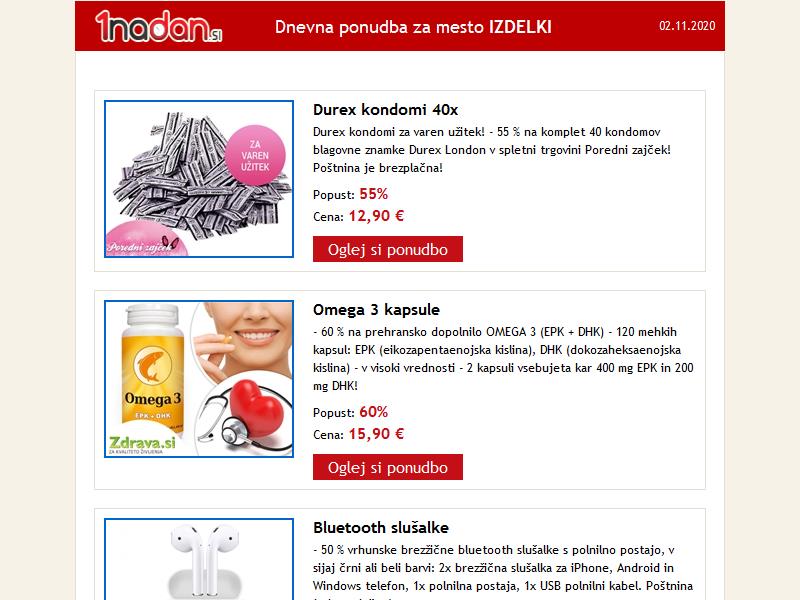 1nadan.si
Dnevna ponudba za mesto IZDELKI
02.11.2020
ZA
VAREN
UŽITEK
Poredni zajček
Durex kondomi 40x
Durex kondomi za varen užitek! - 55 % na komplet 40 kondomov
blagovne znamke Durex London v spletni trgovini Poredni zajček!
Poštnina je brezplačna!
Popust: 55%
Cena: 12,90 €
Oglej si ponudbo
Omega 3
EPK + DHK
Zdrava.si
ZA KVALITETO ŽIVLJENJA
Omega 3 kapsule
- 60 % na prehransko dopolnilo OMEGA 3 (EPK + DHK) - 120 mehkih
kapsul: EPK (eikozapentaenojska kislina), DHK (dokozaheksaenojska
kislina) - v visoki vrednosti - 2 kapsuli vsebujeta kar 400 mg EPK in 200
mg DHK!
Popust: 60%
Cena: 15,90 €
Oglej si ponudbo
Bluetooth slušalke
- 50 % vrhunske brezžične bluetooth slušalke s polnilno postajo, v
sijaj črni ali beli barvi: 2x brezžična slušalka za iPhone, Android in
Windows telefon, 1x polnilna postaja, 1x USB polnilni kabel. Poštnina